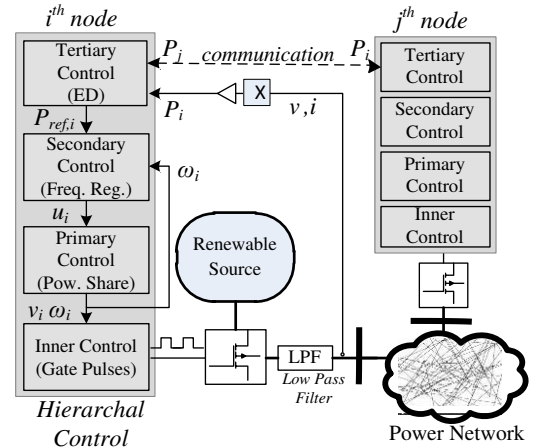 i^th node
Tertiary
Control
(ED)
P_ref,i
Secondary
Control
(Freq. Reg.)
u_i
Primary
Control
(Pow. Share)
v_i ω_i
Inner Control
(Gate Pulses)
Hierarchal
Control
P_j communication P_i
P_i
X
v,i
ω_i
Renewable
Source
LPF
Low Pass
Filter
j^th node
Tertiary
Control
Secondary
Control
Primary
Control
Inner
Control
Power Network